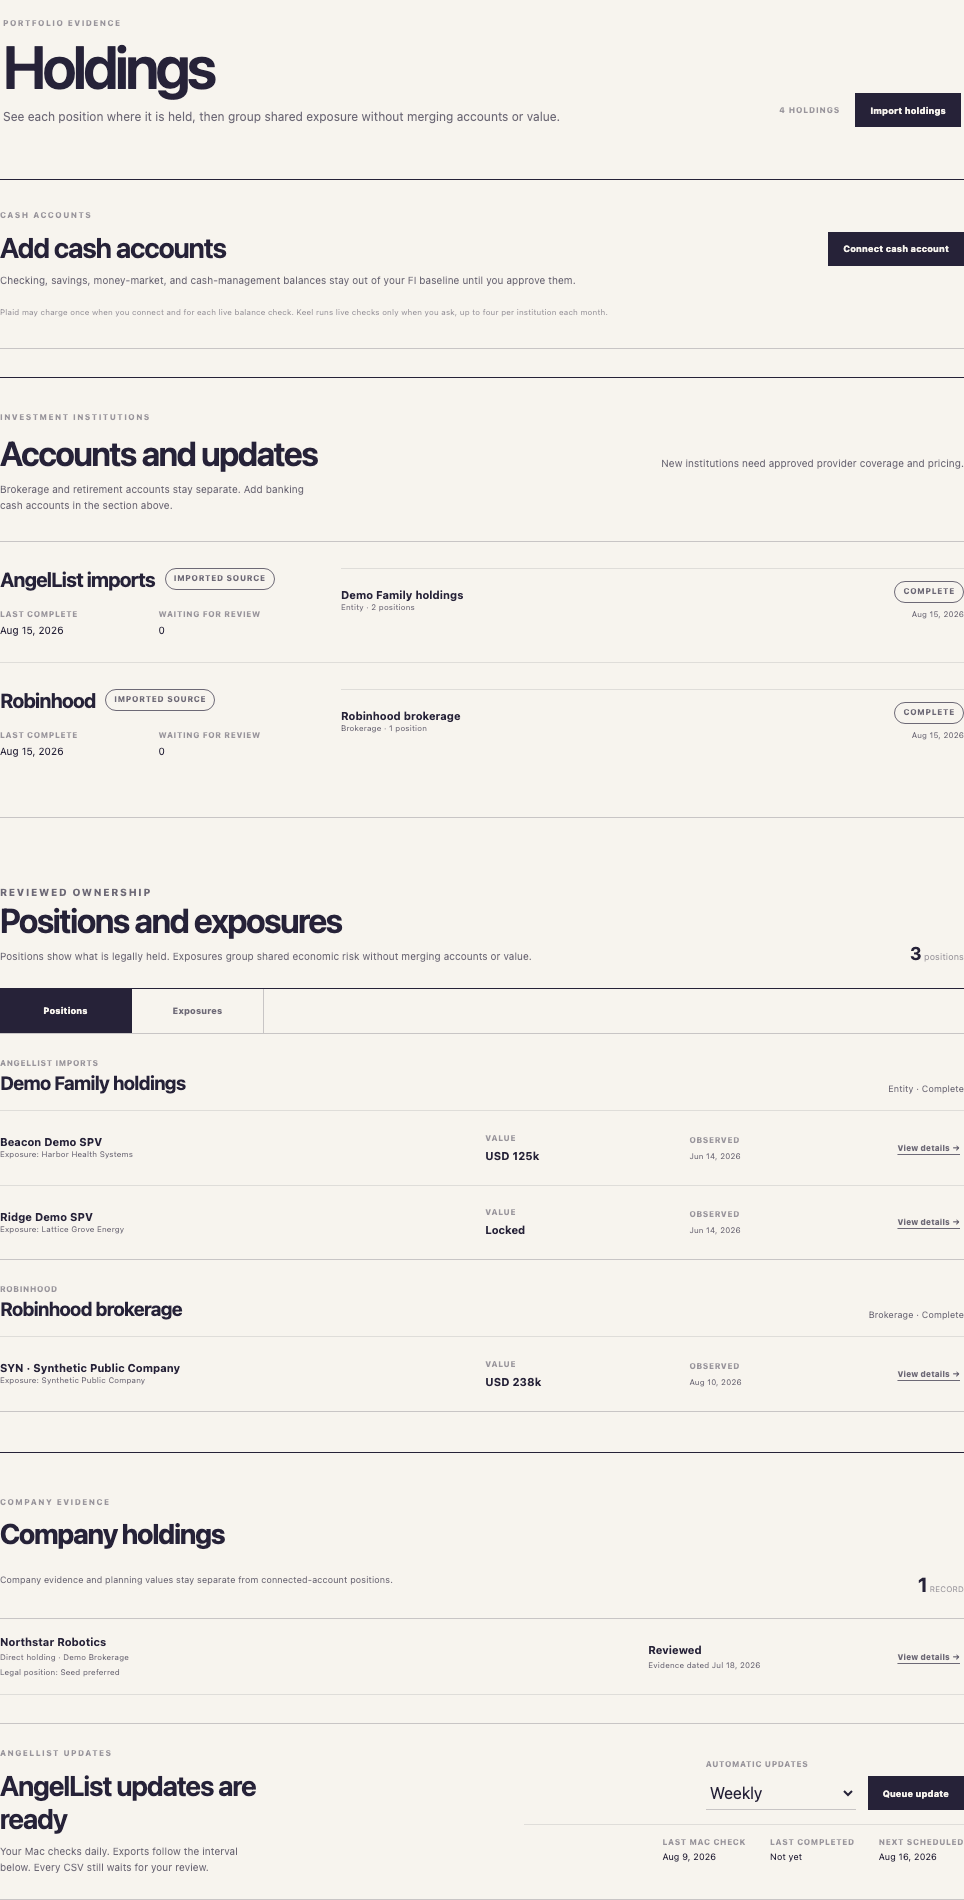 PORTFOLIO EVIDENCE
Holdings
See each position where it is held, then group shared exposure without merging accounts or value.
4 HOLDINGS
Import holdings
CASH ACCOUNTS
Add cash accounts
Connect cash account
Checking, savings, money-market, and cash-management balances stay out of your FI baseline until you approve them.
Plaid may charge once when you connect and for each live balance check. Keel runs live checks only when you ask, up to four per institution each month.
INVESTMENT INSTITUTIONS
Accounts and updates
New institutions need approved provider coverage and pricing.
Brokerage and retirement accounts stay separate. Add banking
cash accounts in the section above.
AngelList imports
IMPORTED SOURCE
LAST COMPLETE
WAITING FOR REVIEW
Aug 15, 2026
0
Demo Family holdings
Entity · 2 positions
COMPLETE
Aug 15, 2026
Robinhood
IMPORTED SOURCE
LAST COMPLETE
WAITING FOR REVIEW
Aug 15, 2026
0
Robinhood brokerage
Brokerage · 1 position
COMPLETE
Aug 15, 2026
REVIEWED OWNERSHIP
Positions and exposures
Positions show what is legally held. Exposures group shared economic risk without merging accounts or value.
3 positions
Positions
Exposures
ANGELLIST IMPORTS
Demo Family holdings
Entity · Complete
Beacon Demo SPV
Exposure: Harbor Health Systems
VALUE
USD 125k
OBSERVED
Jun 14, 2026
View details →
Ridge Demo SPV
Exposure: Lattice Grove Energy
VALUE
Locked
OBSERVED
Jun 14, 2026
View details →
ROBINHOOD
Robinhood brokerage
Brokerage · Complete
SYN · Synthetic Public Company
Exposure: Synthetic Public Company
VALUE
USD 238k
OBSERVED
Aug 10, 2026
View details →
COMPANY EVIDENCE
Company holdings
Company evidence and planning values stay separate from connected-account positions.
1 RECORD
Northstar Robotics
Direct holding · Demo Brokerage
Legal position: Seed preferred
Reviewed
Evidence dated Jul 18, 2026
View details →
ANGELLIST UPDATES
AngelList updates are
ready
Your Mac checks daily. Exports follow the interval
below. Every CSV still waits for your review.
AUTOMATIC UPDATES
Weekly
Queue update
LAST MAC CHECK
Aug 9, 2026
LAST COMPLETED
Not yet
NEXT SCHEDULED
Aug 16, 2026